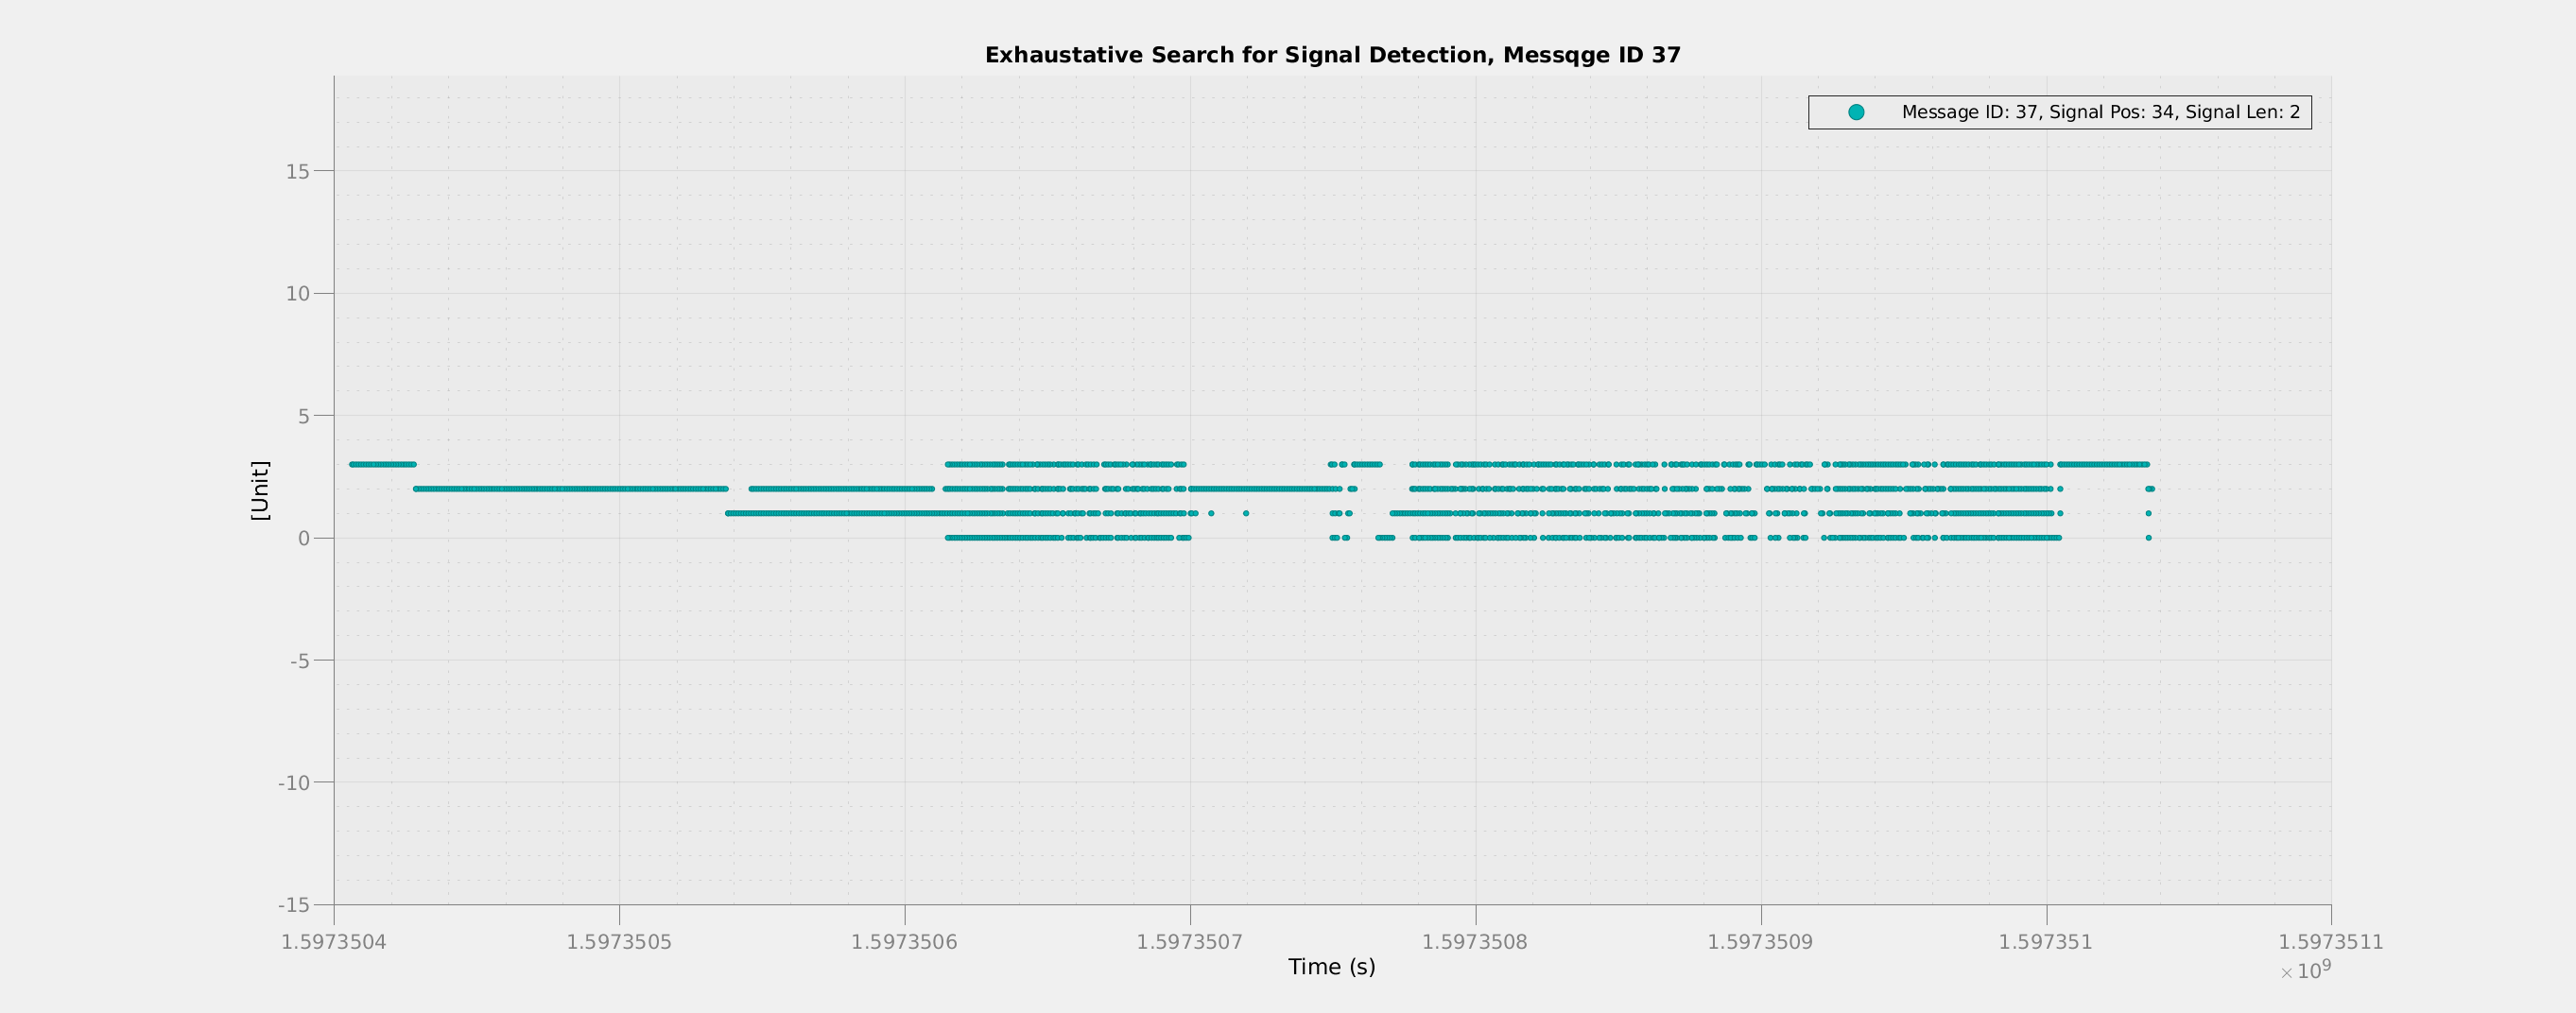 Exhaustative Search for Signal Detection, Messqge ID 37
Message ID: 37, Signal Pos: 34, Signal Len: 2
15
10
5
0
-5
-10
-15
[Unit]
1.5973504 1.5973505 1.5973506 1.5973507 1.5973508 1.5973509 1.597351 1.5973511
Time (s)
×10⁹